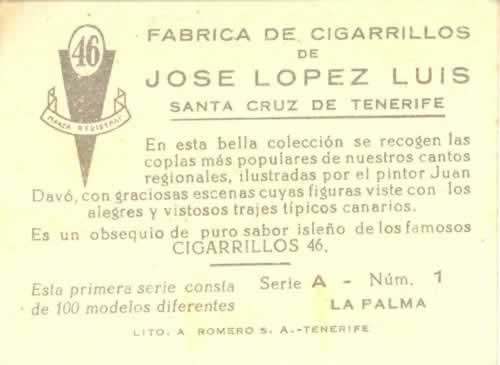 46
MARCA REGISTRADA
FABRICA DE CIGARRILLOS
DE
JOSE LOPEZ LUIS
SANTA CRUZ DE TENERIFE
En esta bella colección se recogen las
coplas más populares de nuestros cantos
regionales, ilustradas por el pintor Juan
Davó, con graciosas escenas cuyas figuras viste con los
alegres y vistosos trajes típicos canarios.
Es un obsequio de puro sabor isleño de los famosos
CIGARRILLOS 46.
Esta primera serie consta
de 100 modelos diferentes
Serie A - Núm. 1
LA PALMA
LITO. A ROMERO S. A.-TENERIFE